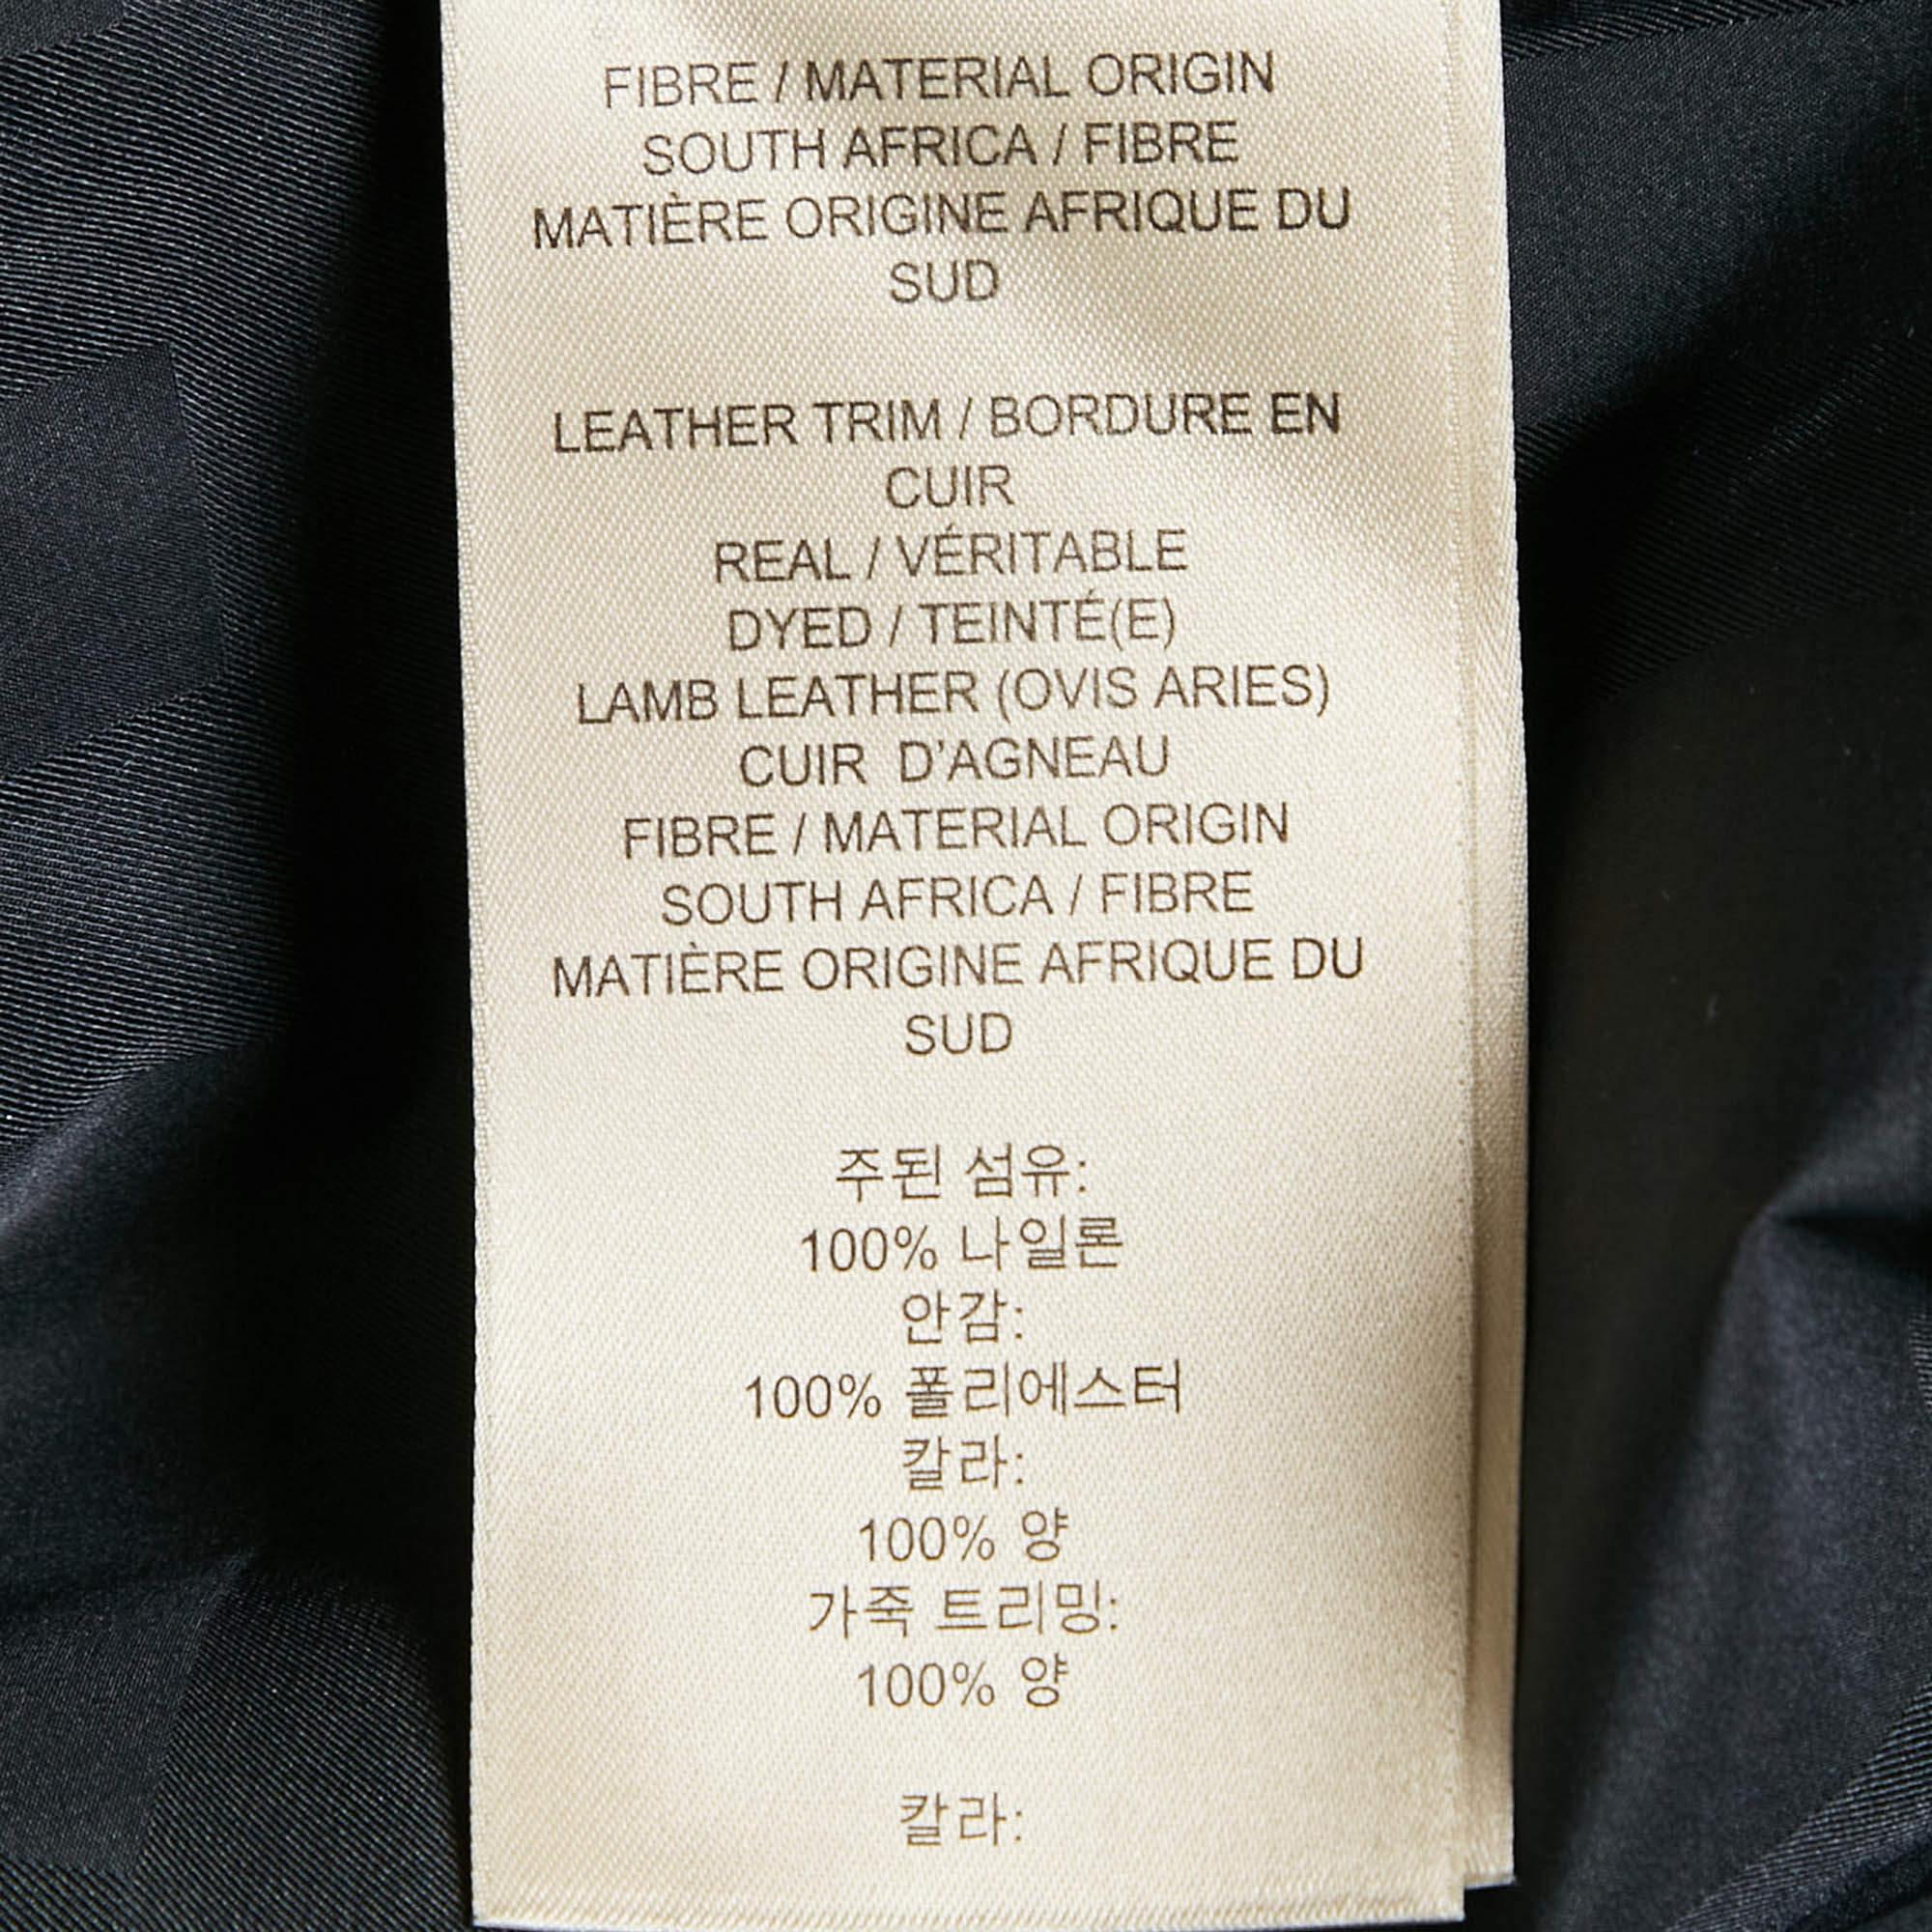 FIBRE / MATERIAL ORIGIN
SOUTH AFRICA / FIBRE
MATIÈRE ORIGINE AFRIQUE DU
SUD
LEATHER TRIM / BORDURE EN
CUIR
REAL / VÉRITABLE
DYED / TEINTÉ(E)
LAMB LEATHER (OVIS ARIES)
CUIR D'AGNEAU
FIBRE / MATERIAL ORIGIN
SOUTH AFRICA / FIBRE
MATIÈRE ORIGINE AFRIQUE DU
SUD
주된 섬유:
100% 나일론
안감:
100% 폴리에스터
칼라:
100% 양
가죽 트리밍:
100% 양
칼라: